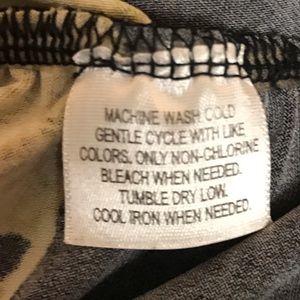 MACHINE WASH COLD
GENTLE CYCLE WITH LIKE
COLORS. ONLY NON-CHLORINE
BLEACH WHEN NEEDED.
TUMBLE DRY LOW.
COOL IRON WHEN NEEDED.